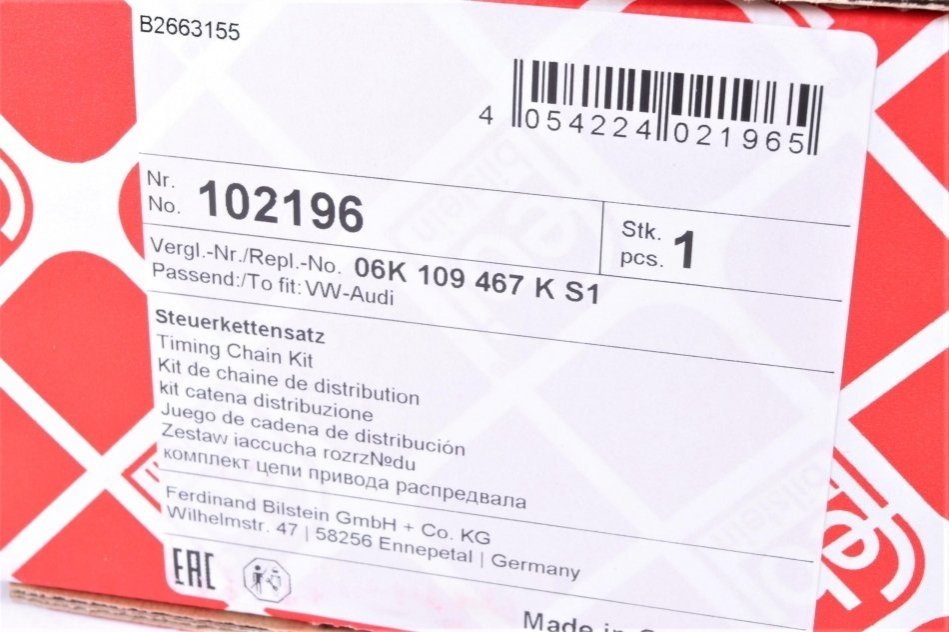 B2663155
4 054224 021965
Nr.
No. 102196
Stk.
pcs. 1
Vergl.-Nr./Repl.-No. 06K 109 467 K S1
Passend:/To fit: VW-Audi
Steuerkettensatz
Timing Chain Kit
Kit de chaine de distribution
kit catena distribuzione
Juego de cadena de distribución
Zestaw iaccucha rozrz№du
комплект цепи привода распредвала
Ferdinand Bilstein GmbH + Co. KG
Wilhelmstr. 47 | 58256 Ennepetal | Germany
EAC
Made in